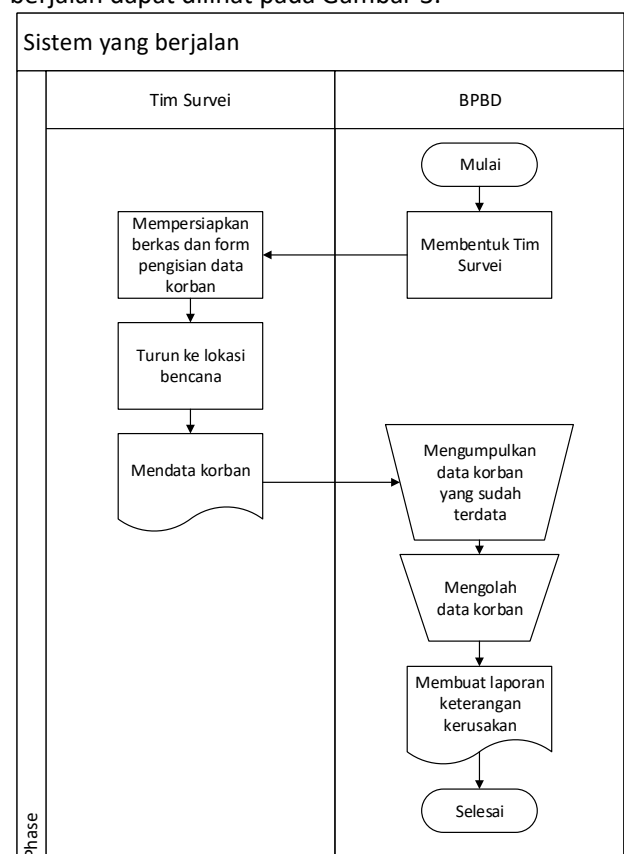 berjalan dapat dilihat pada Gambar 3.
Sistem yang berjalan
Tim Survei
BPBD
Mulai
Membentuk Tim
Survei
Mempersiapkan
berkas dan form
pengisian data
korban
Turun ke lokasi
bencana
Mendata korban
Mengumpulkan
data korban
yang sudah
terdata
Mengolah
data korban
Membuat laporan
keterangan
kerusakan
Selesai
Phase